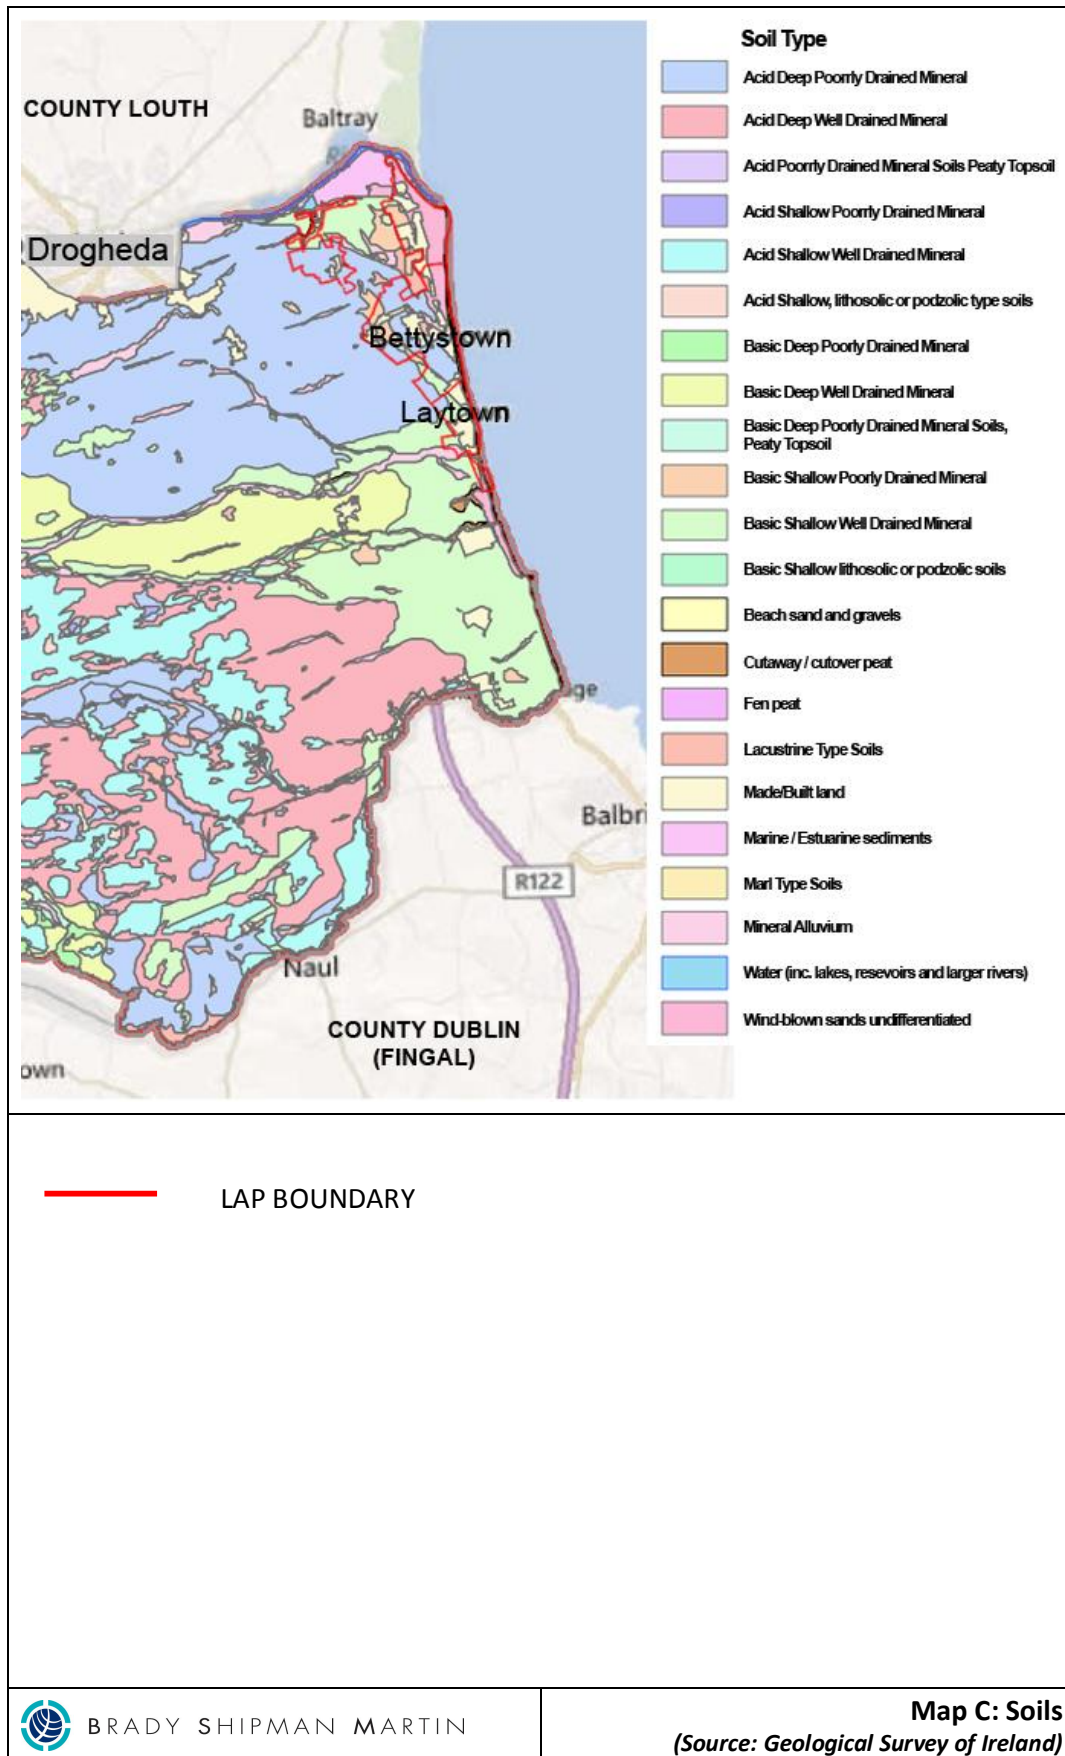 COUNTY LOUTH
Baltray
Drogheda
Bettystown
Laytown
ge
Balbri
R122
Naul
COUNTY DUBLIN
(FINGAL)
own
Soil Type
Acid Deep Poorrly Drained Mineral
Acid Deep Well Drained Mineral
Acid Poorrly Drained Mineral Soils Peaty Topsoil
Acid Shallow Poorrly Drained Mineral
Acid Shallow Well Drained Mineral
Acid Shallow, lithosolic or podzolic type soils
Basic Deep Poorly Drained Mineral
Basic Deep Well Drained Mineral
Basic Deep Poorly Drained Mineral Soils,
Peaty Topsoil
Basic Shallow Poorly Drained Mineral
Basic Shallow Well Drained Mineral
Basic Shallow lithosolic or podzolic soils
Beach sand and gravels
Cutaway / cutover peat
Fen peat
Lacustrine Type Soils
Made/Built land
Marine / Estuarine sediments
Marl Type Soils
Mineral Alluvium
Water (inc. lakes, resevoirs and larger rivers)
Wind-blown sands undifferentiated
LAP BOUNDARY
BRADY SHIPMAN MARTIN
Map C: Soils
(Source: Geological Survey of Ireland)